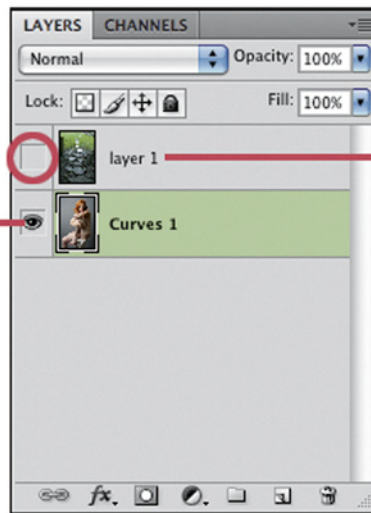 LAYERS CHANNELS
Normal Opacity: 100%
Lock: Fill: 100%
layer 1
Curves 1
fx.